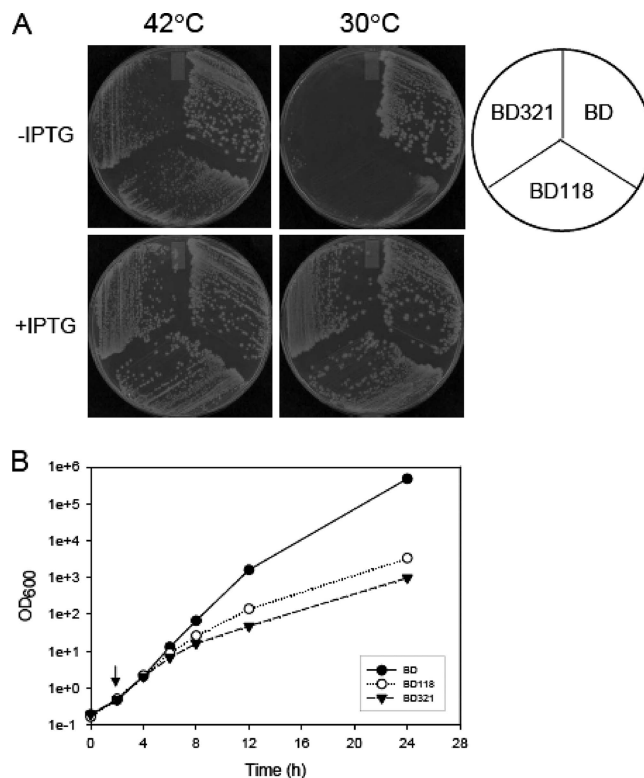 A
42°C
30°C
-IPTG
BD321
BD
BD118
+IPTG
B
1e+6
1e+5
1e+4
1e+3
1e+2
1e+1
1e+0
1e-1
OD600
0
4
8
12
16
20
24
28
Time (h)
BD
BD118
BD321